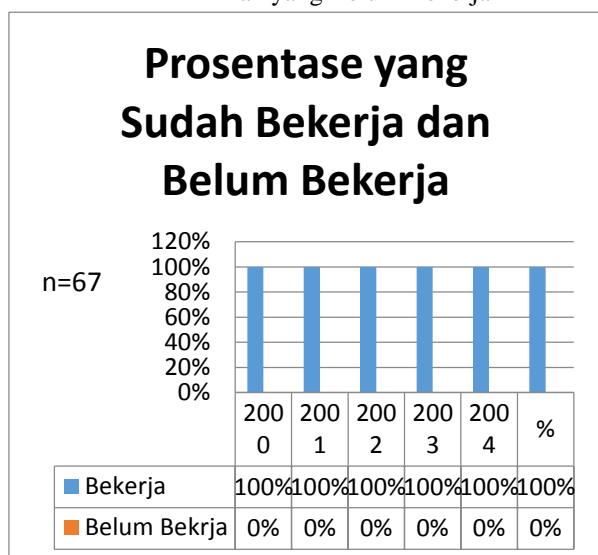 Prosentase yang
Sudah Bekerja dan
Belum Bekerja
n=67
120%
100%
80%
60%
40%
20%
0%
200 200 200 200 200 %
0 1 2 3 4
Bekerja 100% 100% 100% 100% 100% 100%
Belum Bekrja 0% 0% 0% 0% 0% 0%